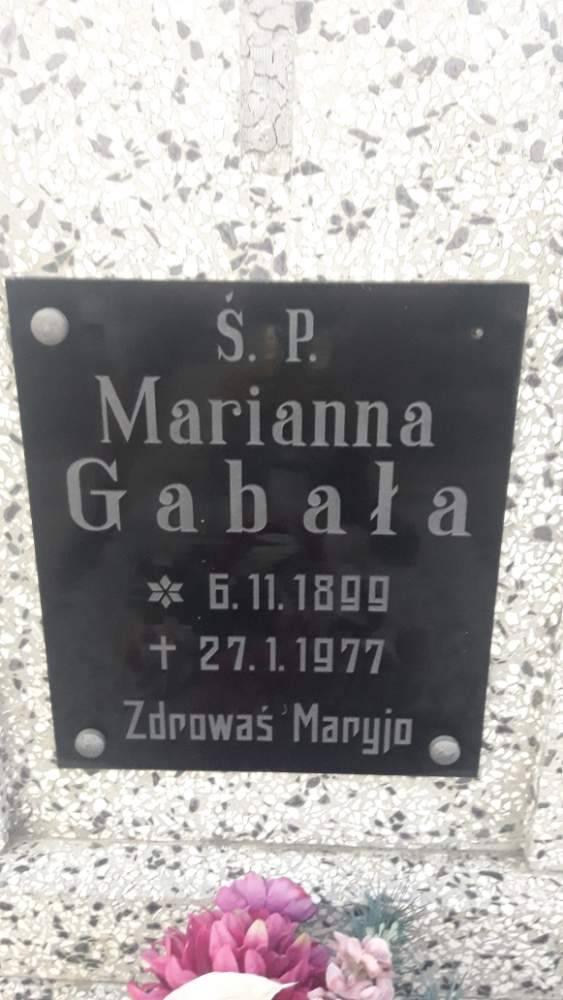 Ś. P.
Marianna
Gabała
✲ 6.11.1899
✝ 27.1.1977
Zdrowaś Maryjo